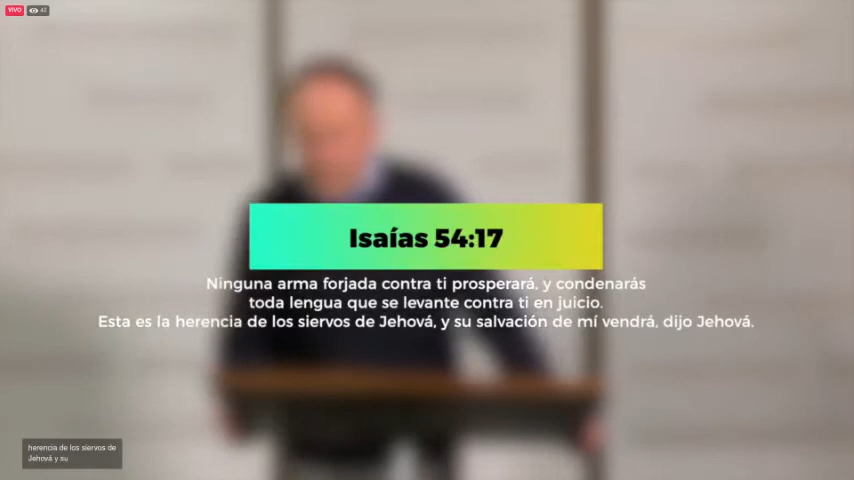 VIVO 42
Isaías 54:17
Ninguna arma forjada contra ti prosperará, y condenarás
toda lengua que se levante contra ti en juicio.
Esta es la herencia de los siervos de Jehová, y su salvación de mí vendrá, dijo Jehová.
herencia de los siervos de
Jehová y su